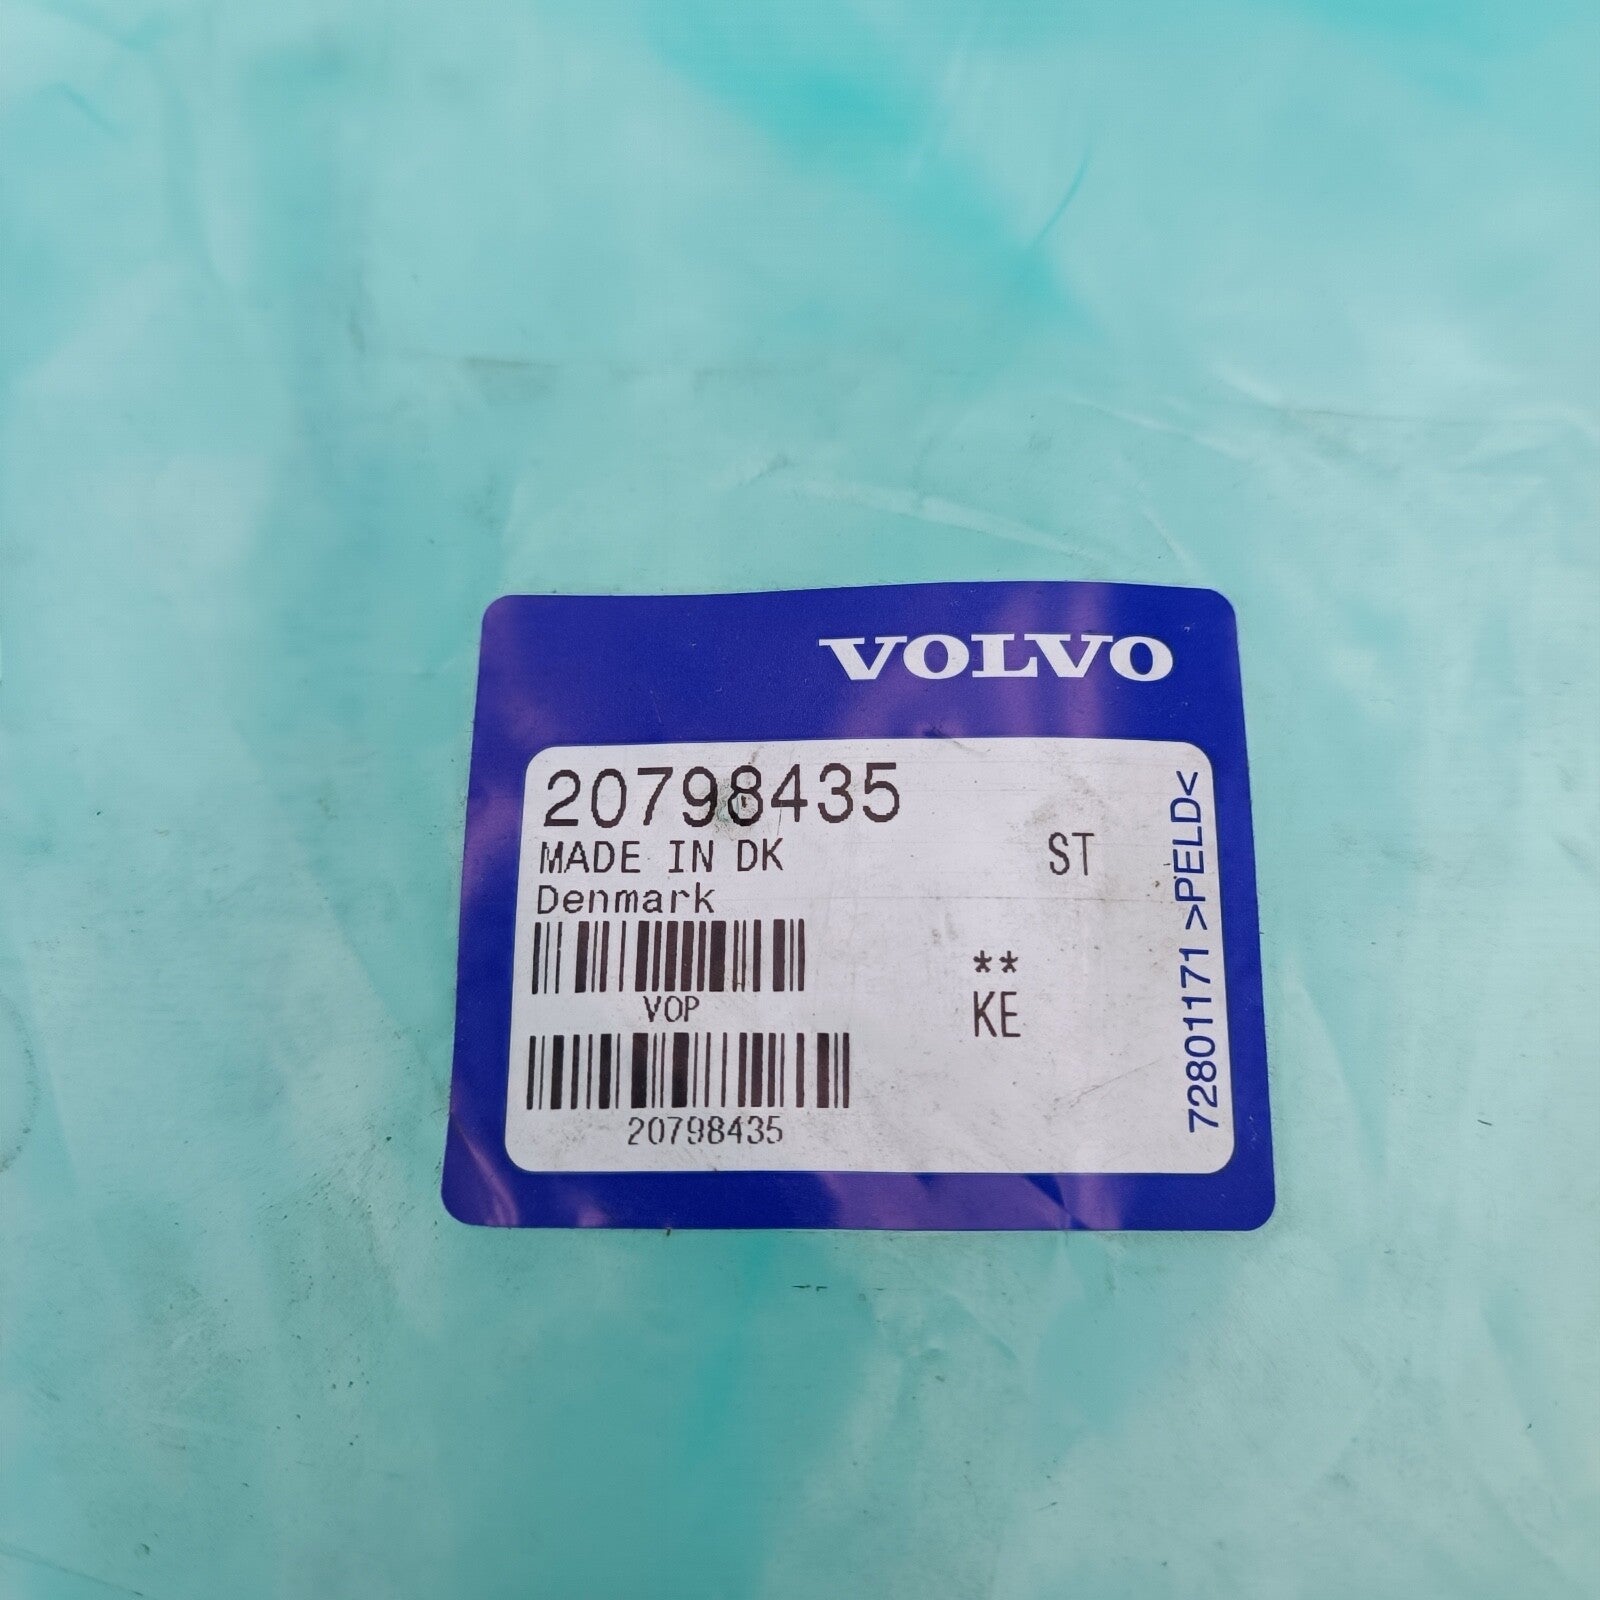 VOLVO
20798435
MADE IN DK
ST
Denmark
**
VOP
KE
20798435
72801171 >PELD<